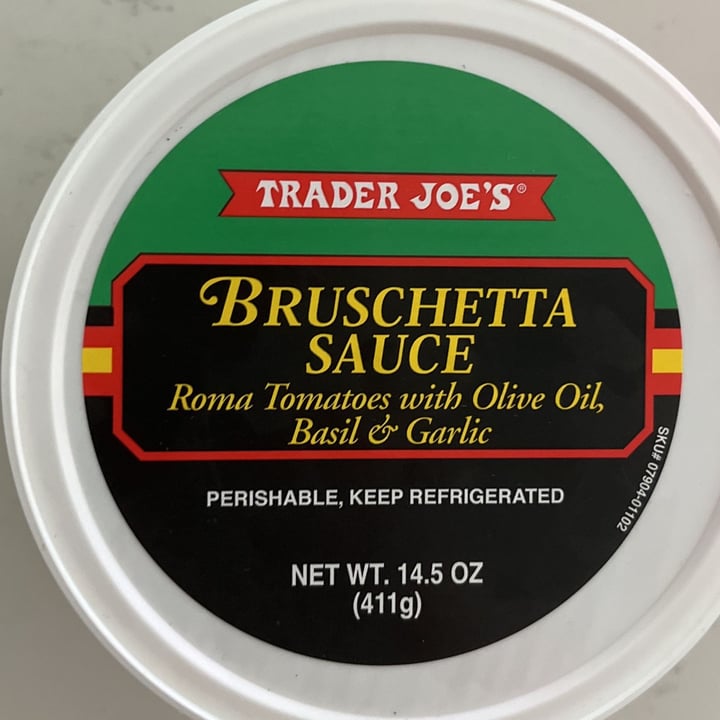 TRADER JOE'S®
BRUSCHETTA
SAUCE
Roma Tomatoes with Olive Oil,
Basil & Garlic
SKU# 07904-01102
PERISHABLE, KEEP REFRIGERATED
NET WT. 14.5 OZ
(411g)